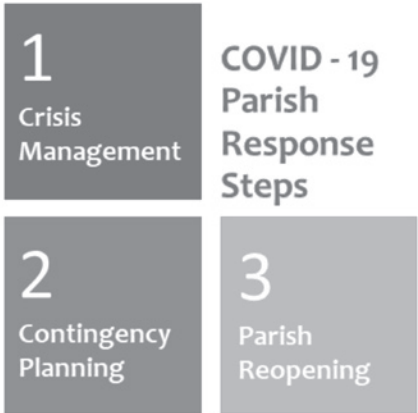 1
Crisis
Management
COVID - 19
Parish
Response
Steps
2
Contingency
Planning
3
Parish
Reopening